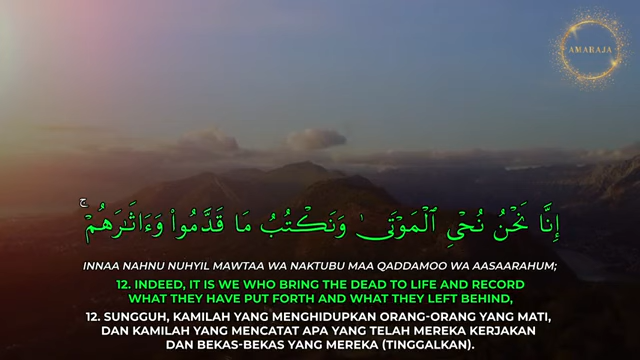 AMARAJA
إِنَّا نَحْنُ نُحْىِ ٱلْمَوْتَىٰ وَنَكْتُبُ مَا قَدَّمُوا۟ وَءَاثَـٰرَهُمْ ۚ
INNAA NAHNU NUHYIL MAWTAA WA NAKTUBU MAA QADDAMOO WA AASAARAHUM;
12. INDEED, IT IS WE WHO BRING THE DEAD TO LIFE AND RECORD
WHAT THEY HAVE PUT FORTH AND WHAT THEY LEFT BEHIND,
12. SUNGGUH, KAMILAH YANG MENGHIDUPKAN ORANG-ORANG YANG MATI,
DAN KAMILAH YANG MENCATAT APA YANG TELAH MEREKA KERJAKAN
DAN BEKAS-BEKAS YANG MEREKA (TINGGALKAN).